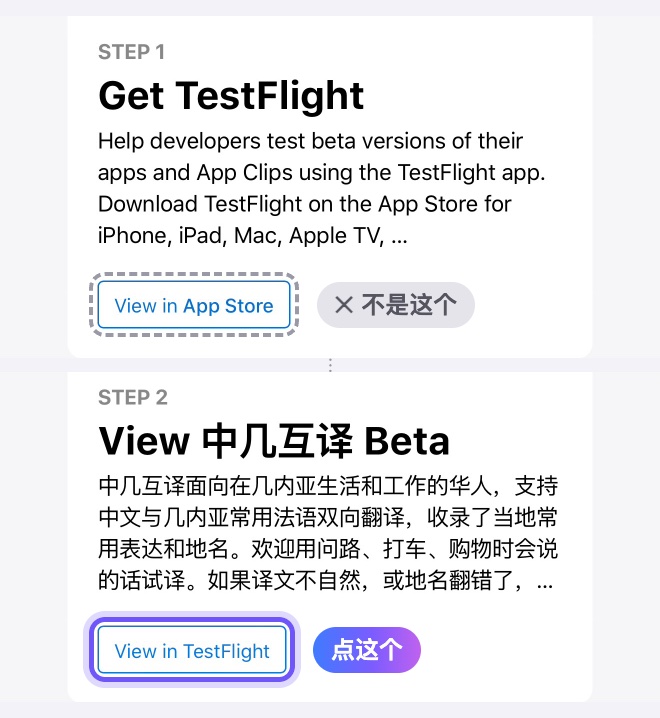 STEP 1
Get TestFlight
Help developers test beta versions of their
apps and App Clips using the TestFlight app.
Download TestFlight on the App Store for
iPhone, iPad, Mac, Apple TV, ...
View in App Store
× 不是这个
STEP 2
View 中几互译 Beta
中几互译面向在几内亚生活和工作的华人，支持
中文与几内亚常用法语双向翻译，收录了当地常
用表达和地名。欢迎用问路、打车、购物时会说
的话试译。如果译文不自然，或地名翻错了，...
View in TestFlight
点这个